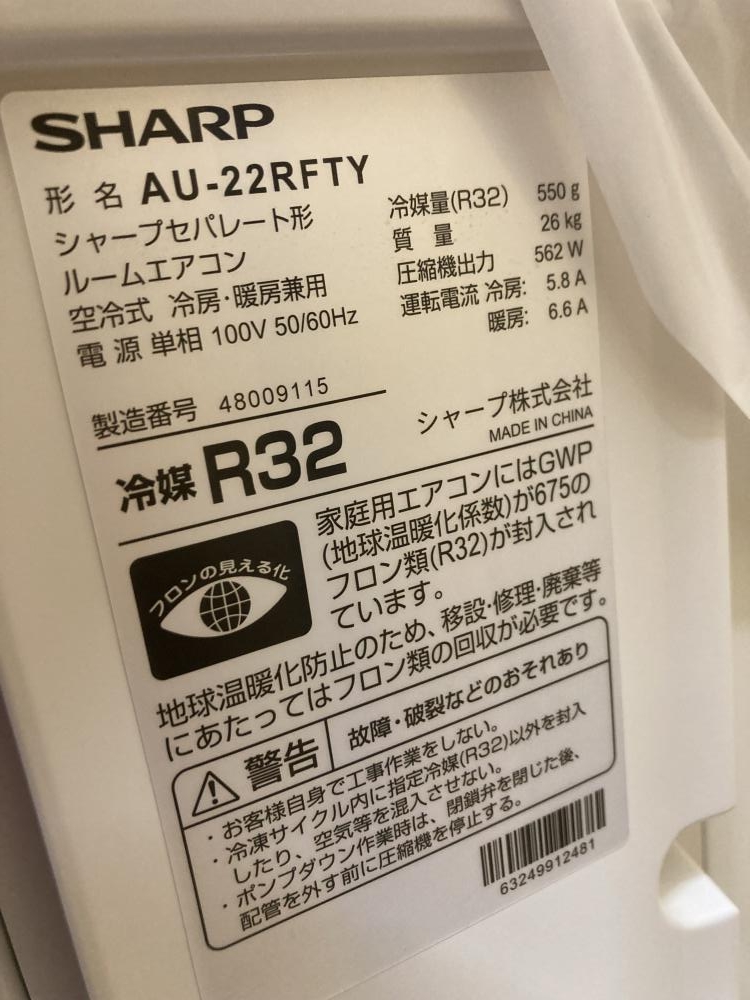 SHARP
形名 AU-22RFTY
シャープセパレート形
ルームエアコン
空冷式 冷房・暖房兼用
電源 単相 100V 50/60Hz
冷媒量(R32) 550 g
質量 26 kg
圧縮機出力 562 W
運転電流 冷房: 5.8 A
暖房: 6.6 A
製造番号 48009115
シャープ株式会社
MADE IN CHINA
冷媒 R32
フロンの見える化
家庭用エアコンにはGWP
(地球温暖化係数)が675の
フロン類(R32)が封入され
ています。
地球温暖化防止のため、移設・修理・廃棄等
にあたってはフロン類の回収が必要です。
警告 故障・破裂などのおそれあり
・お客様自身で工事作業をしない。
・冷凍サイクル内に指定冷媒(R32)以外を封入
したり、空気等を混入させない。
・ポンプダウン作業時は、閉鎖弁を閉じた後、
配管を外す前に圧縮機を停止する。
63249912481